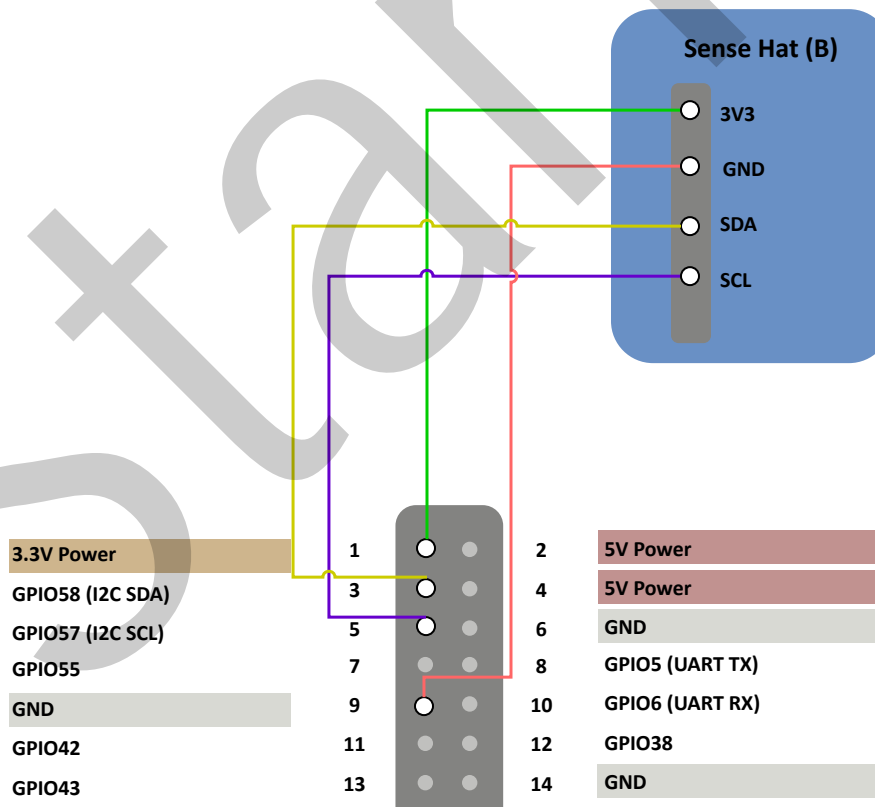 Sense Hat (B)
3V3
GND
SDA
SCL
3.3V Power 1 2 5V Power
GPIO58 (I2C SDA) 3 4 5V Power
GPIO57 (I2C SCL) 5 6 GND
GPIO55 7 8 GPIO5 (UART TX)
GND 9 10 GPIO6 (UART RX)
GPIO42 11 12 GPIO38
GPIO43 13 14 GND